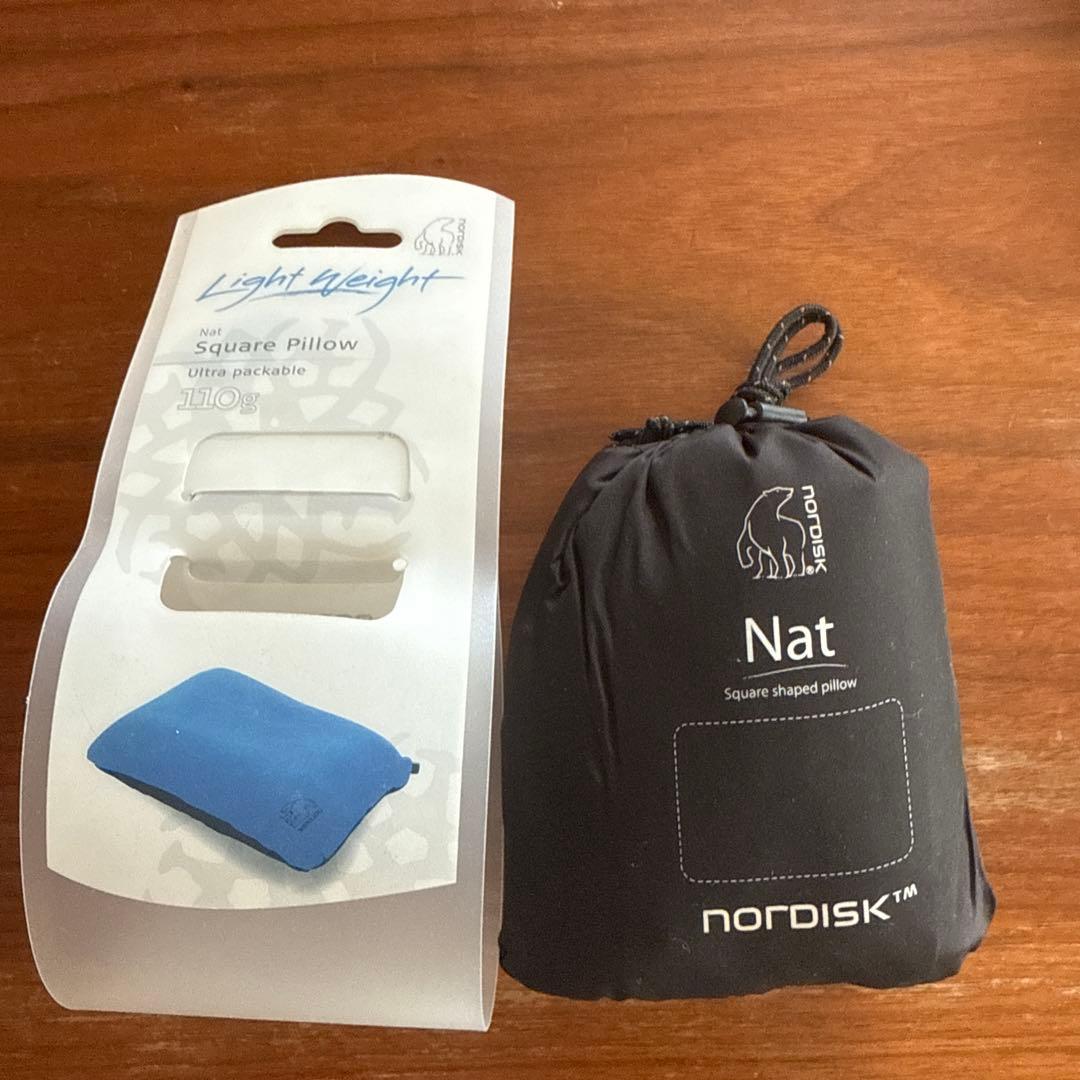 nordisk
Light Weight
Nat
Square Pillow
Ultra packable
110g
nordisk®
Nat
Square shaped pillow
nordisk™